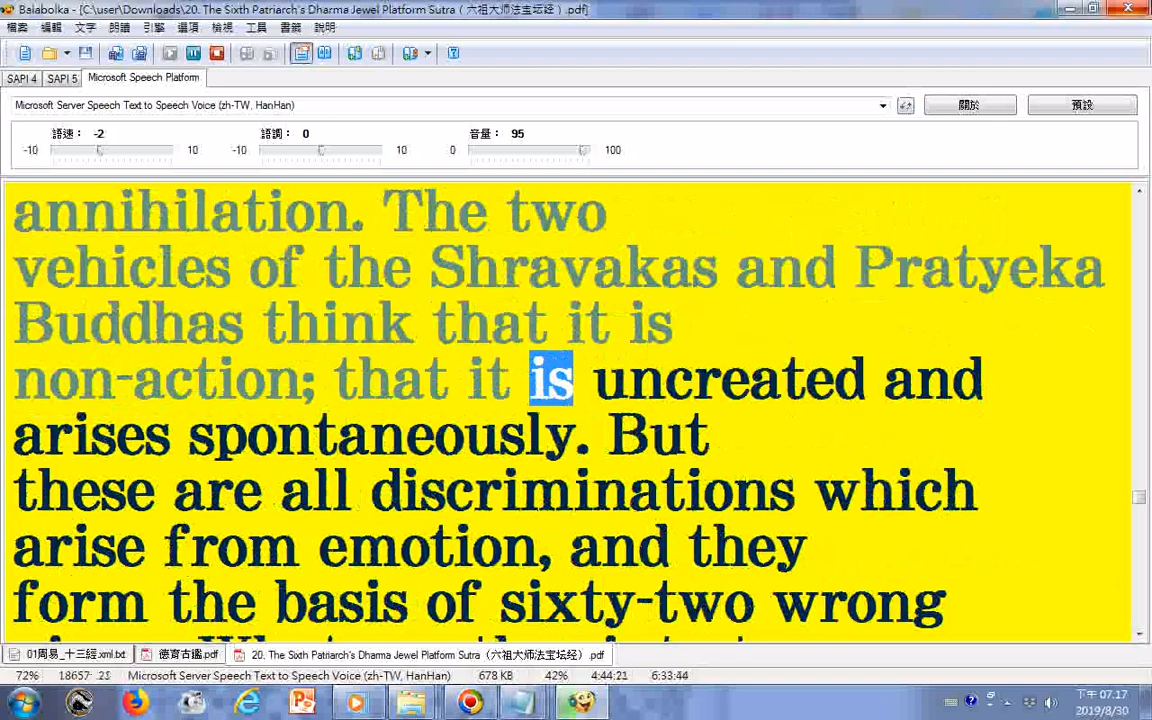 Balabolka - [C:\user\Downloads\20. The Sixth Patriarch's Dharma Jewel Platform Sutra（六祖大师法宝坛经）.pdf]
檔案 編輯 文字 朗讀 引擎 選項 檢視 工具 書籤 說明
SAPI 4 SAPI 5 Microsoft Speech Platform
Microsoft Server Speech Text to Speech Voice (zh-TW, HanHan) 關於 預設
語速： -2 語調： 0 音量： 95
-10 10 -10 10 0 100
annihilation. The two
vehicles of the Shravakas and Pratyeka
Buddhas think that it is
non-action; that it is uncreated and
arises spontaneously. But
these are all discriminations which
arise from emotion, and they
form the basis of sixty-two wrong
01周易_十三經.xml.txt 德育古鑑.pdf 20. The Sixth Patriarch's Dharma Jewel Platform Sutra（六祖大师法宝坛经）.pdf
72% 18657: 23 Microsoft Server Speech Text to Speech Voice (zh-TW, HanHan) 678 KB 42% 4:44:21 6:33:44
下午 07:17
2019/8/30